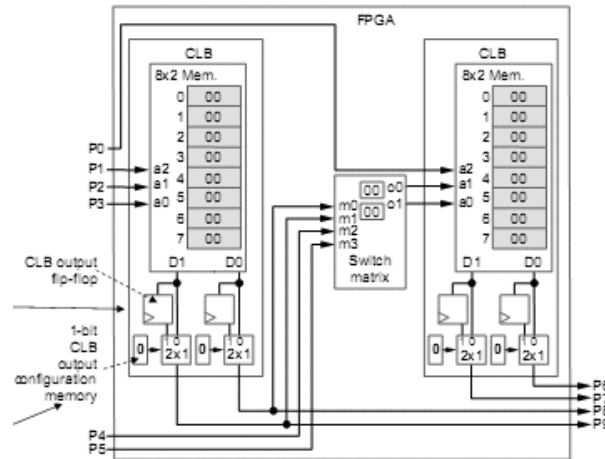 FPGA
CLB
CLB
8x2 Mem.
8x2 Mem.
0 00
1 00
2 00
3 00
4 00
5 00
6 00
7 00
0 00
1 00
2 00
3 00
4 00
5 00
6 00
7 00
P0
P1
P2
P3
a2
a1
a0
a2
a1
a0
00 o0
00 o1
m0
m1
m2
m3
Switch
matrix
D1 D0
D1 D0
CLB output
flip-flop
1-bit
CLB
output
configuration
memory
1 0
0 2x1
1 0
0 2x1
1 0
0 2x1
1 0
0 2x1
P4
P5
P6
P7
P8
P9